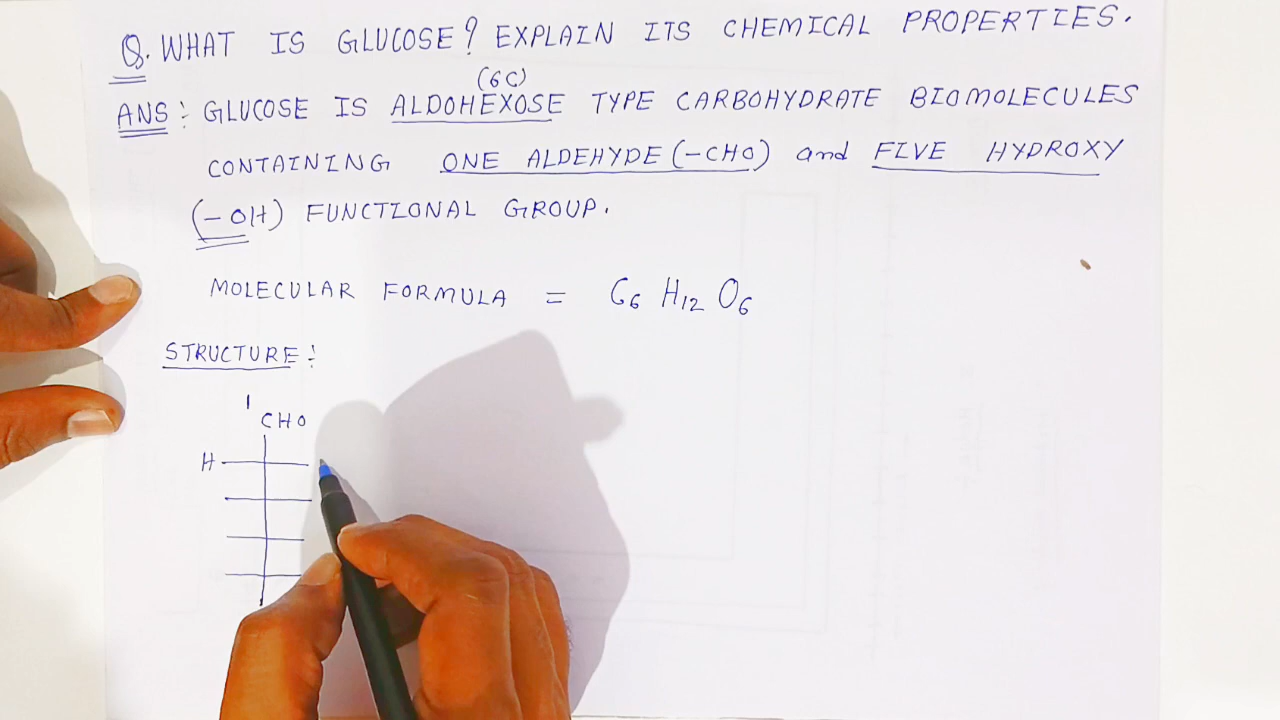 Q. WHAT IS GLUCOSE? EXPLAIN ITS CHEMICAL PROPERTIES.
(6C)
ANS : GLUCOSE IS ALDOHEXOSE TYPE CARBOHYDRATE BIOMOLECULES
CONTAINING ONE ALDEHYDE (-CHO) and FIVE HYDROXY
(-OH) FUNCTIONAL GROUP.
MOLECULAR FORMULA = C6 H12 O6
STRUCTURE :
1
CHO
H